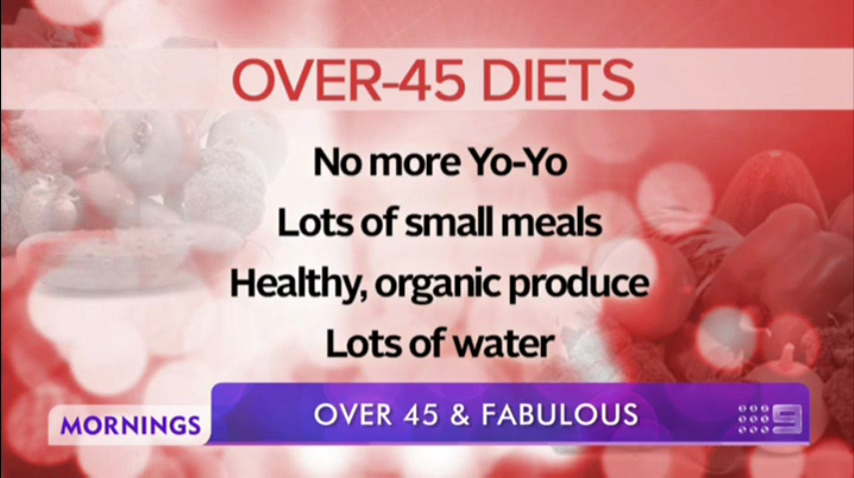 OVER-45 DIETS
No more Yo-Yo
Lots of small meals
Healthy, organic produce
Lots of water
MORNINGS
OVER 45 & FABULOUS
9